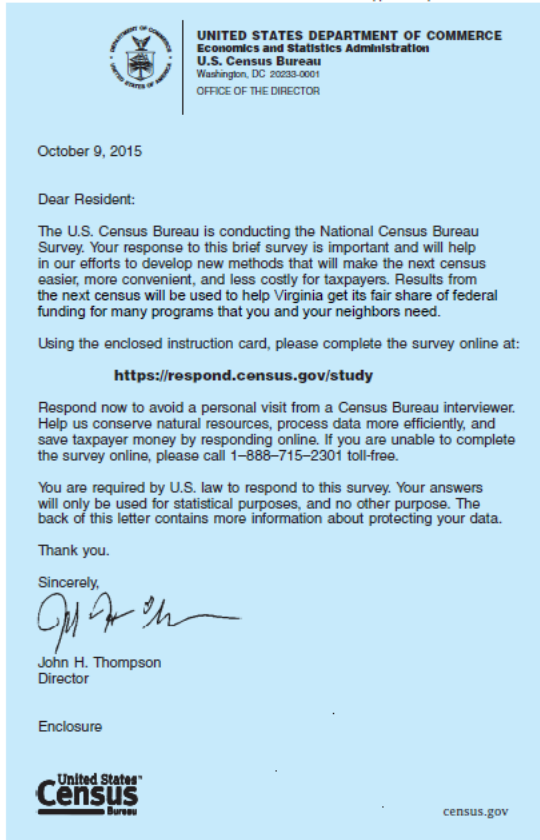 UNITED STATES DEPARTMENT OF COMMERCE
Economics and Statistics Administration
U.S. Census Bureau
Washington, DC 20233-0001
OFFICE OF THE DIRECTOR
DEPARTMENT OF COMMERCE
UNITED STATES OF AMERICA
October 9, 2015
Dear Resident:
The U.S. Census Bureau is conducting the National Census Bureau
Survey. Your response to this brief survey is important and will help
in our efforts to develop new methods that will make the next census
easier, more convenient, and less costly for taxpayers. Results from
the next census will be used to help Virginia get its fair share of federal
funding for many programs that you and your neighbors need.
Using the enclosed instruction card, please complete the survey online at:
https://respond.census.gov/study
Respond now to avoid a personal visit from a Census Bureau interviewer.
Help us conserve natural resources, process data more efficiently, and
save taxpayer money by responding online. If you are unable to complete
the survey online, please call 1–888–715–2301 toll-free.
You are required by U.S. law to respond to this survey. Your answers
will only be used for statistical purposes, and no other purpose. The
back of this letter contains more information about protecting your data.
Thank you.
Sincerely,
John H. Thompson
Director
Enclosure
United States®
Census
Bureau
census.gov